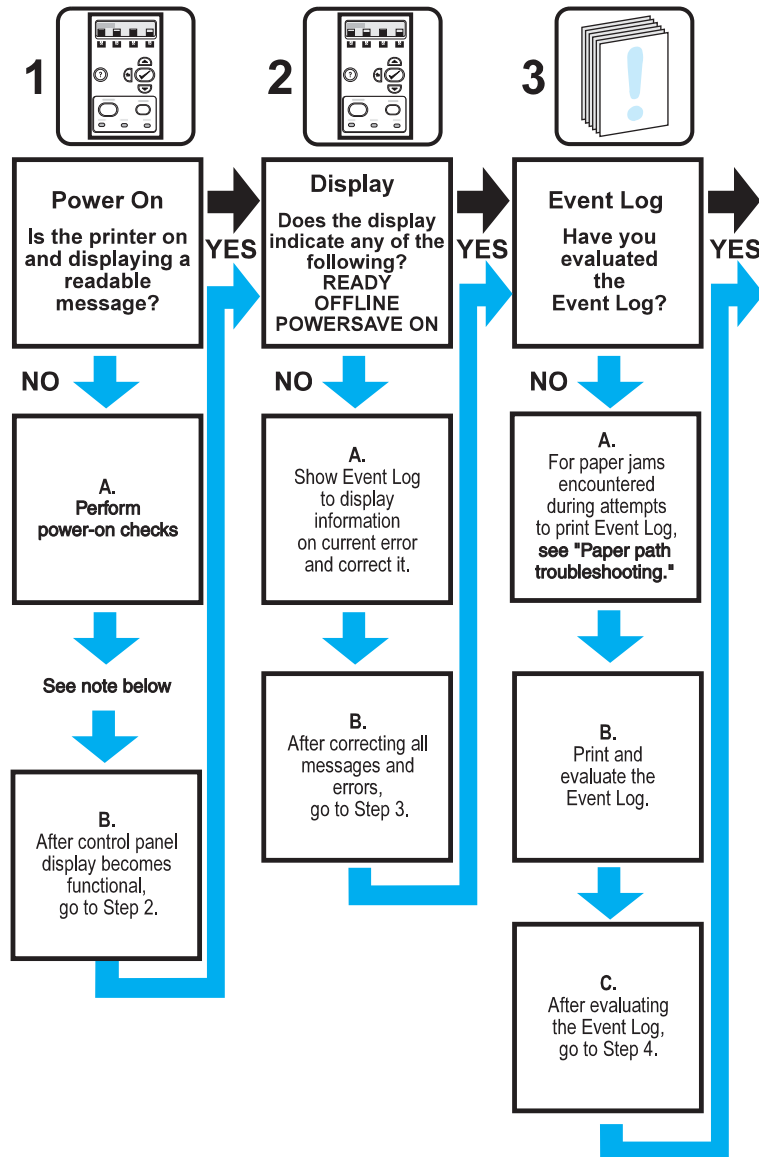 1
Power On
Is the printer on
and displaying a
readable
message?
YES
NO
A.
Perform
power-on checks
See note below
B.
After control panel
display becomes
functional,
go to Step 2.
2
Display
Does the display
indicate any of the
following?
READY
OFFLINE
POWERSAVE ON
YES
NO
A.
Show Event Log
to display
information
on current error
and correct it.
B.
After correcting all
messages and
errors,
go to Step 3.
3
Event Log
Have you
evaluated
the
Event Log?
YES
NO
A.
For paper jams
encountered
during attempts
to print Event Log,
see "Paper path
troubleshooting."
B.
Print and
evaluate the
Event Log.
C.
After evaluating
the Event Log,
go to Step 4.